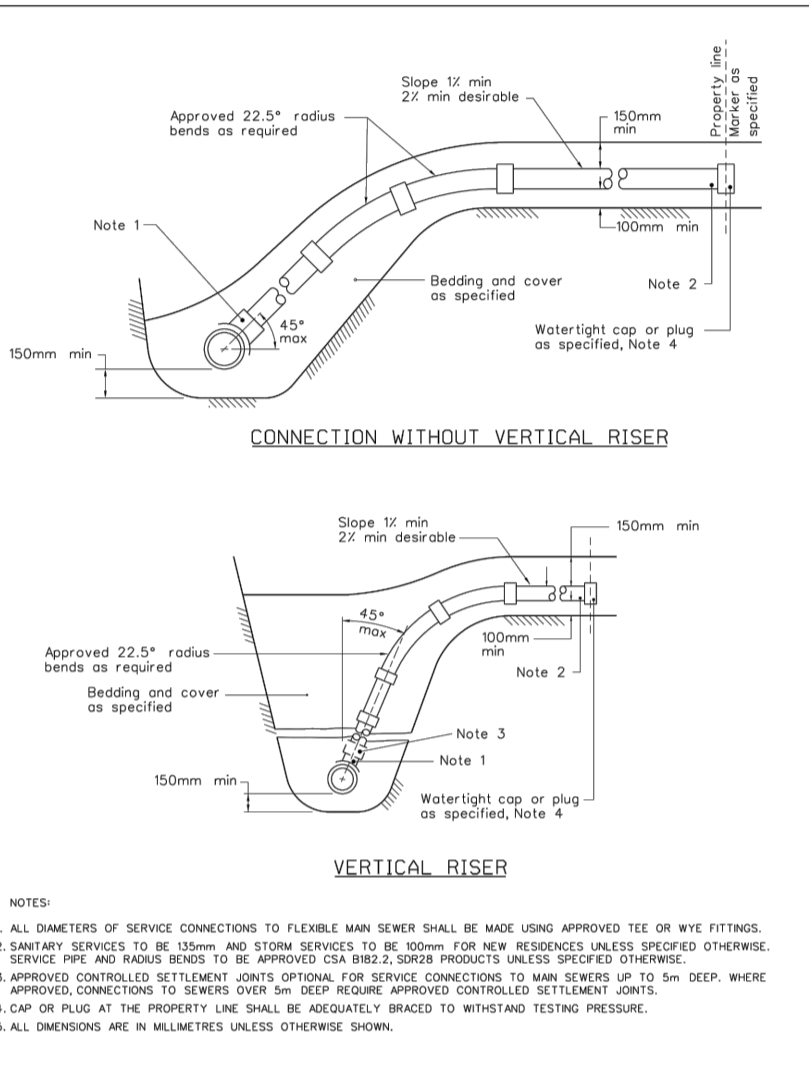 Property line
Marker as
specified
Slope 1% min
2% min desirable
150mm
min
Approved 22.5° radius
bends as required
Note 1
100mm min
Bedding and cover
as specified
Note 2
45°
max
Watertight cap or plug
as specified, Note 4
150mm min
CONNECTION WITHOUT VERTICAL RISER
Slope 1% min
2% min desirable
150mm min
45°
max
100mm
min
Approved 22.5° radius
bends as required
Note 2
Bedding and cover
as specified
Note 3
Note 1
150mm min
Watertight cap or plug
as specified, Note 4
VERTICAL RISER
NOTES:
. ALL DIAMETERS OF SERVICE CONNECTIONS TO FLEXIBLE MAIN SEWER SHALL BE MADE USING APPROVED TEE OR WYE FITTINGS.
2. SANITARY SERVICES TO BE 135mm AND STORM SERVICES TO BE 100mm FOR NEW RESIDENCES UNLESS SPECIFIED OTHERWISE.
SERVICE PIPE AND RADIUS BENDS TO BE APPROVED CSA B182.2, SDR28 PRODUCTS UNLESS SPECIFIED OTHERWISE.
3. APPROVED CONTROLLED SETTLEMENT JOINTS OPTIONAL FOR SERVICE CONNECTIONS TO MAIN SEWERS UP TO 5m DEEP. WHERE
APPROVED, CONNECTIONS TO SEWERS OVER 5m DEEP REQUIRE APPROVED CONTROLLED SETTLEMENT JOINTS.
4. CAP OR PLUG AT THE PROPERTY LINE SHALL BE ADEQUATELY BRACED TO WITHSTAND TESTING PRESSURE.
5. ALL DIMENSIONS ARE IN MILLIMETRES UNLESS OTHERWISE SHOWN.